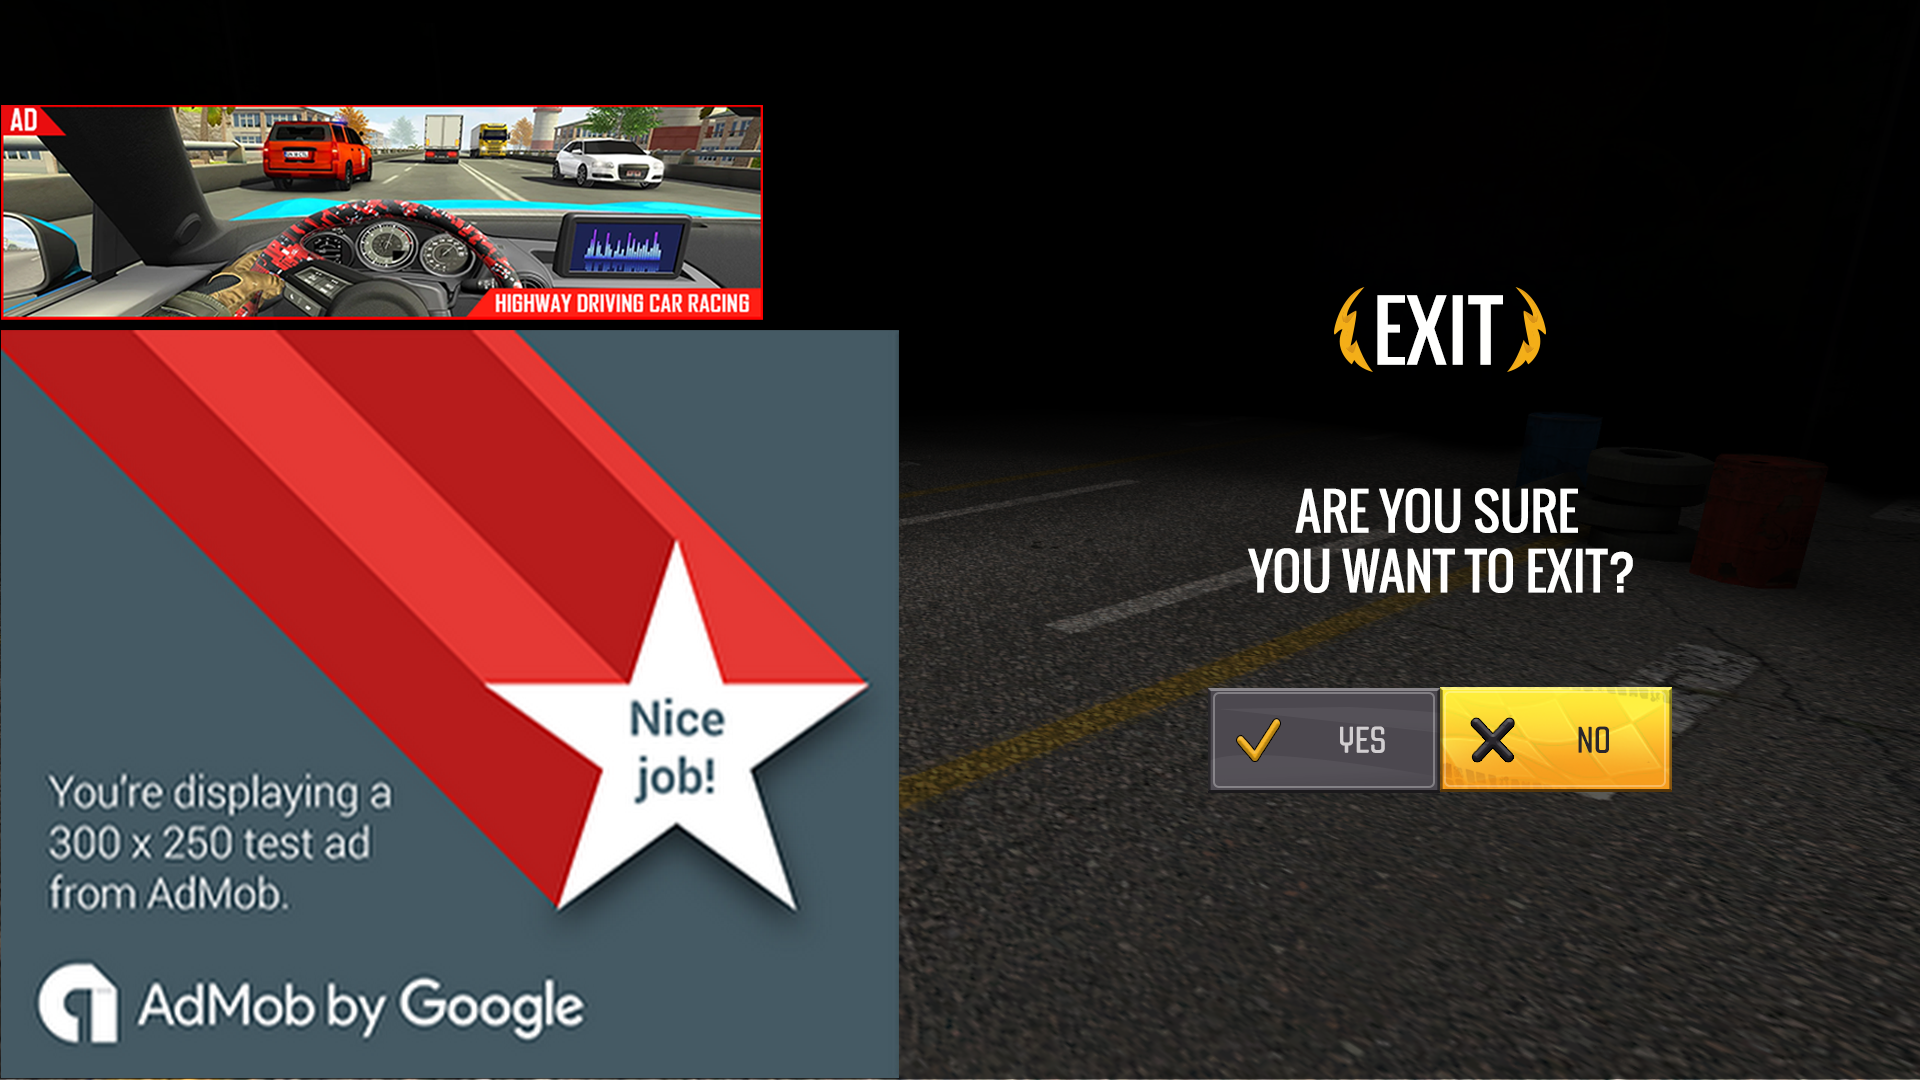 AD
HIGHWAY DRIVING CAR RACING
Nice
job!
You're displaying a
300 x 250 test ad
from AdMob.
AdMob by Google
EXIT
ARE YOU SURE
YOU WANT TO EXIT?
YES
NO